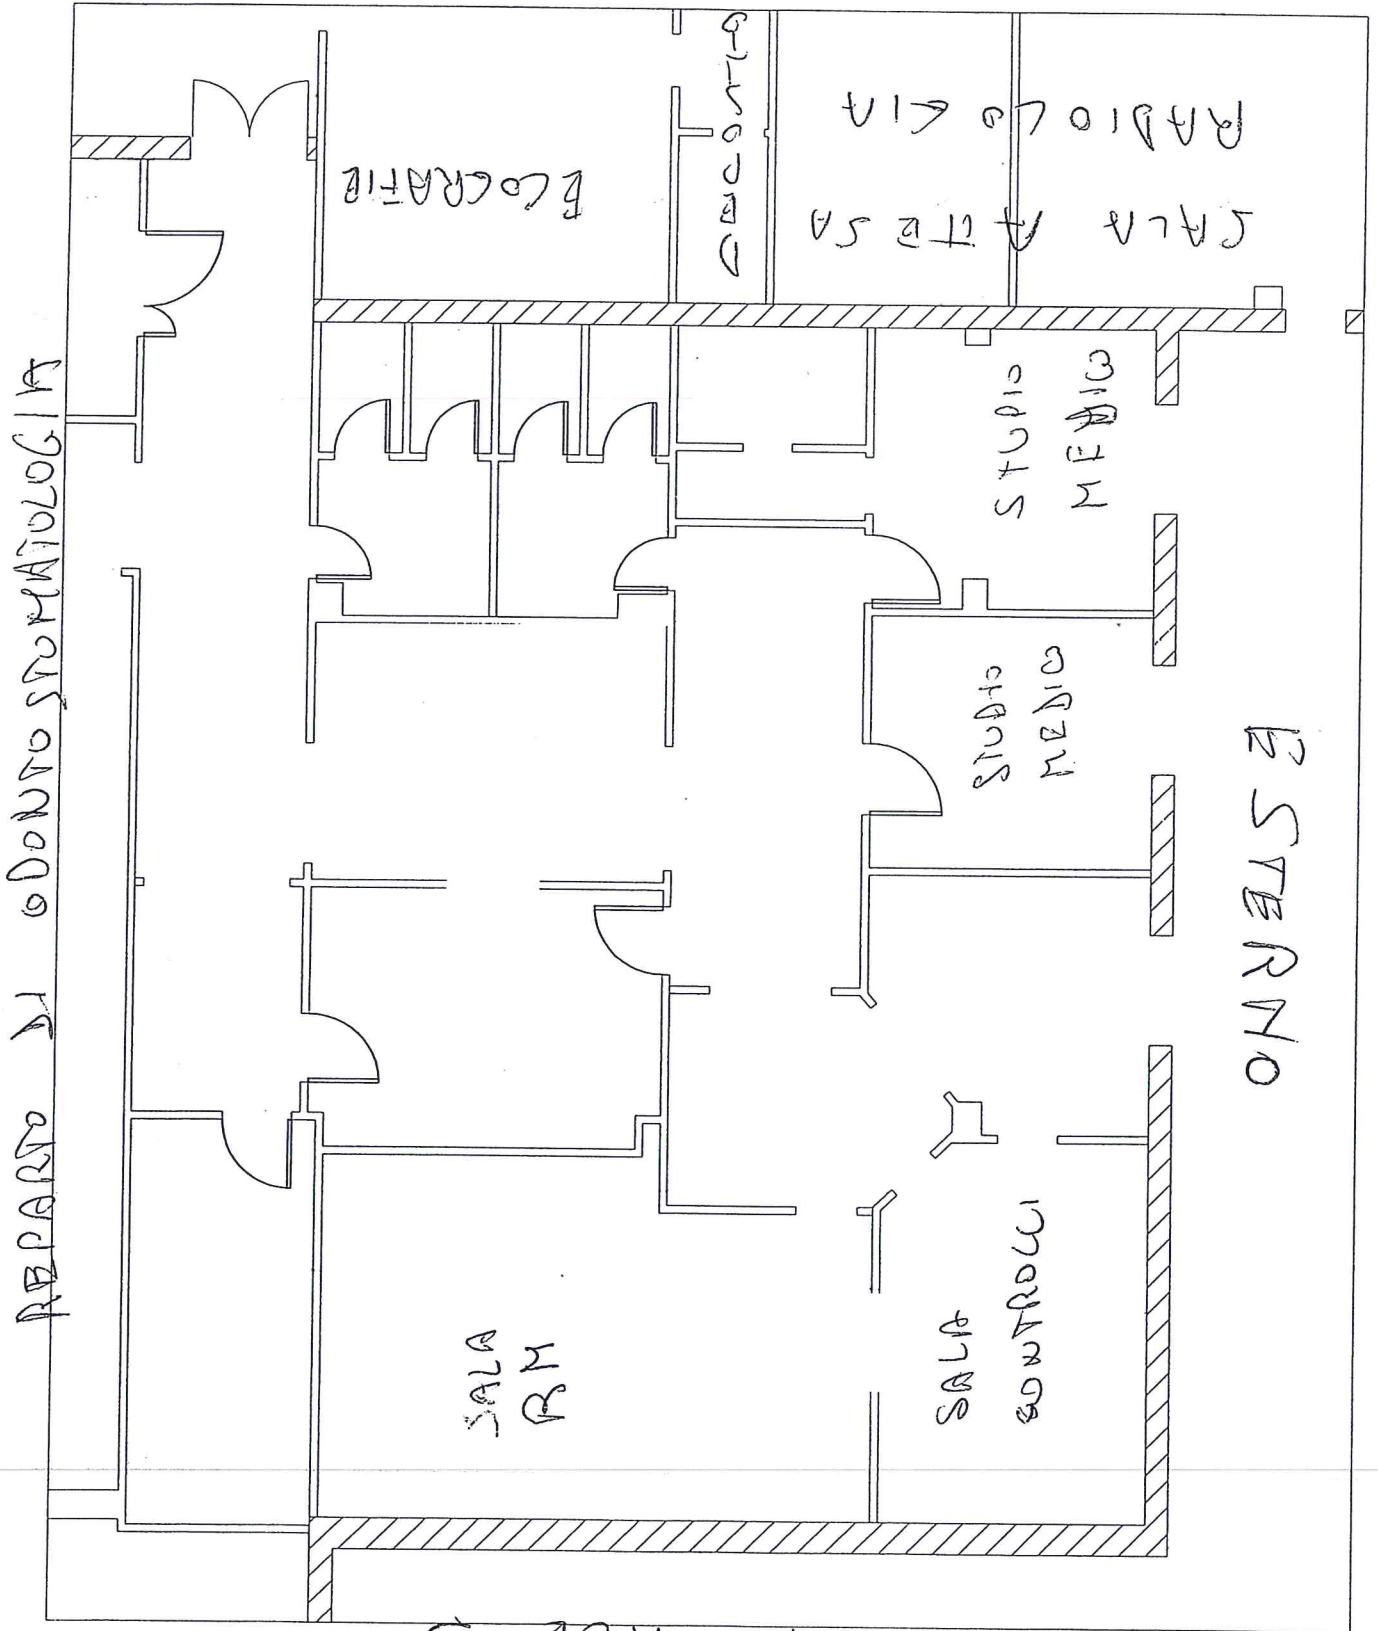 REPARTO DI ODONTOSTOMATOLOGIA
ECOGRAFIE
SALA ATTESA
RADIOLOGIA
STUDIO
MEDICO
STUDIO
MEDICO
ESTERNO
SALA
RM
SALA
CONTROLLI